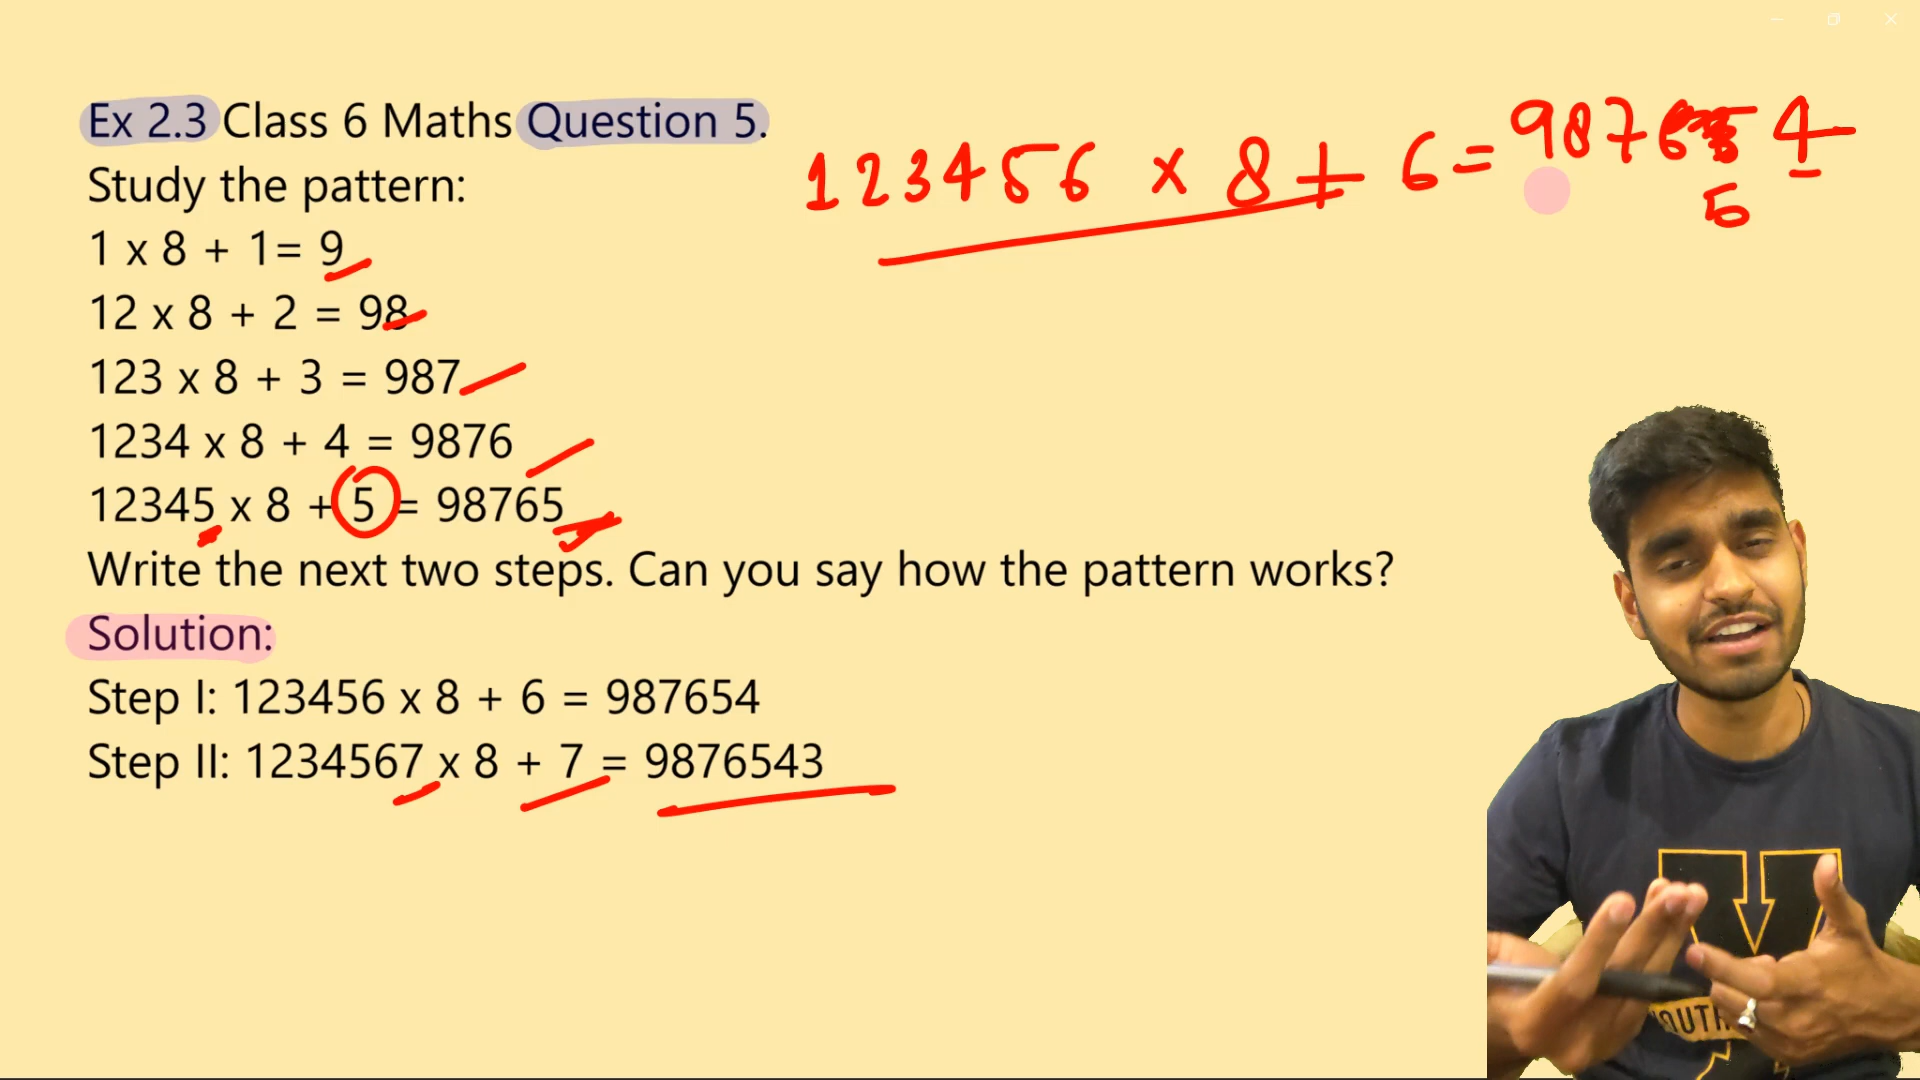 Ex 2.3 Class 6 Maths Question 5.
Study the pattern:
1 x 8 + 1= 9
12 x 8 + 2 = 98
123 x 8 + 3 = 987
1234 x 8 + 4 = 9876
12345 x 8 + 5 = 98765
Write the next two steps. Can you say how the pattern works?
Solution:
Step I: 123456 x 8 + 6 = 987654
Step II: 1234567 x 8 + 7 = 9876543
123456 x 8 + 6 = 9876 4
5